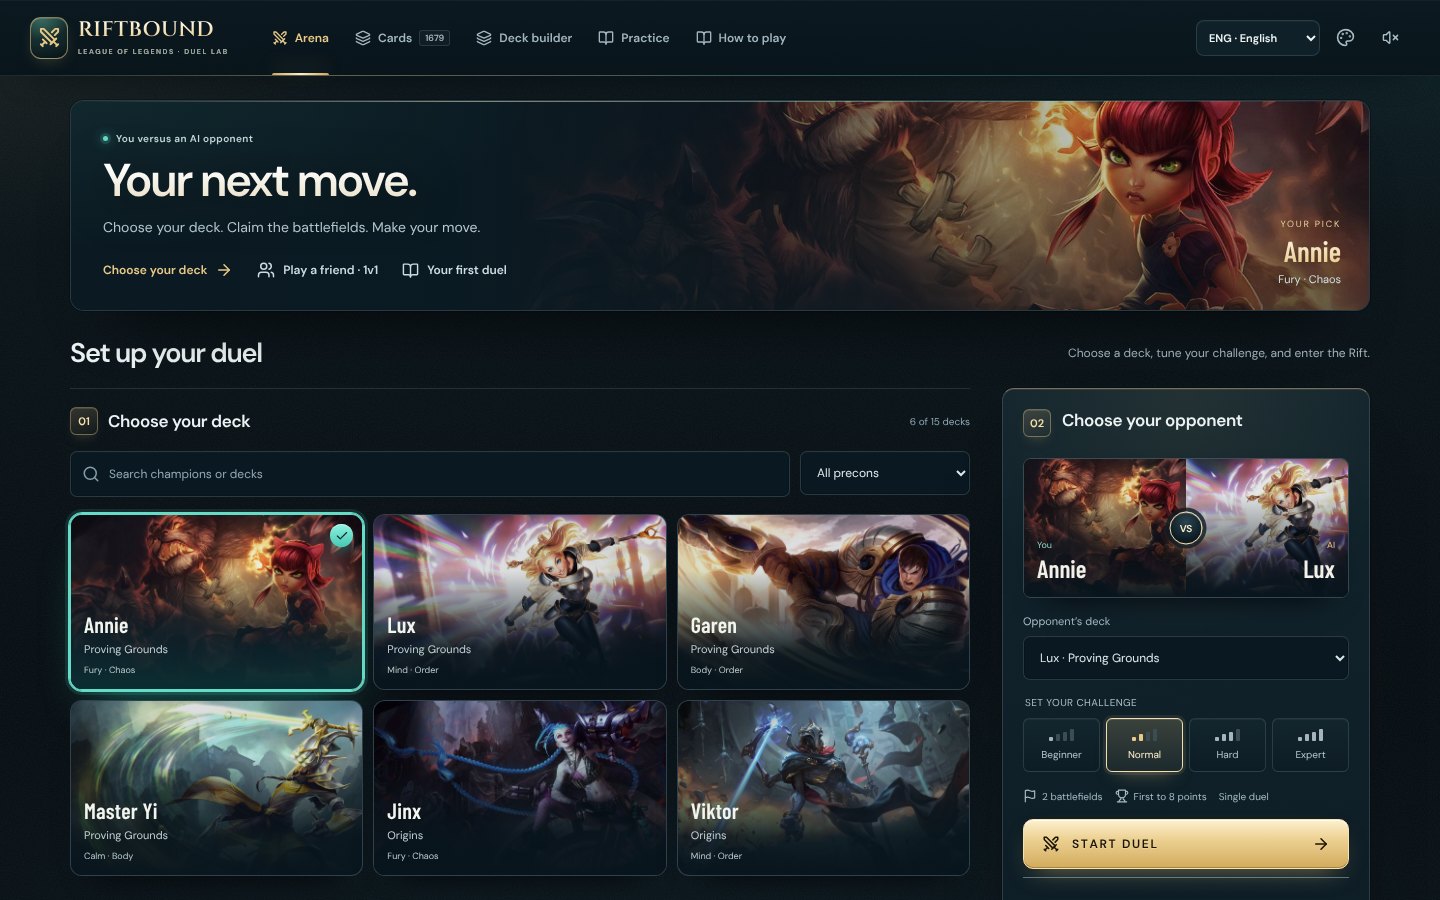 RIFTBOUND
LEAGUE OF LEGENDS · DUEL LAB
Arena
Cards 1679
Deck builder
Practice
How to play
ENG · English
You versus an AI opponent
Your next move.
Choose your deck. Claim the battlefields. Make your move.
Choose your deck
Play a friend · 1v1
Your first duel
YOUR PICK
Annie
Fury · Chaos
Set up your duel
Choose a deck, tune your challenge, and enter the Rift.
01 Choose your deck
6 of 15 decks
Search champions or decks
All precons
Annie
Proving Grounds
Fury · Chaos
Lux
Proving Grounds
Mind · Order
Garen
Proving Grounds
Body · Order
Master Yi
Proving Grounds
Calm · Body
Jinx
Origins
Fury · Chaos
Viktor
Origins
Mind · Order
02 Choose your opponent
You
Annie
VS
AI
Lux
Opponent's deck
Lux · Proving Grounds
SET YOUR CHALLENGE
Beginner
Normal
Hard
Expert
2 battlefields
First to 8 points
Single duel
START DUEL